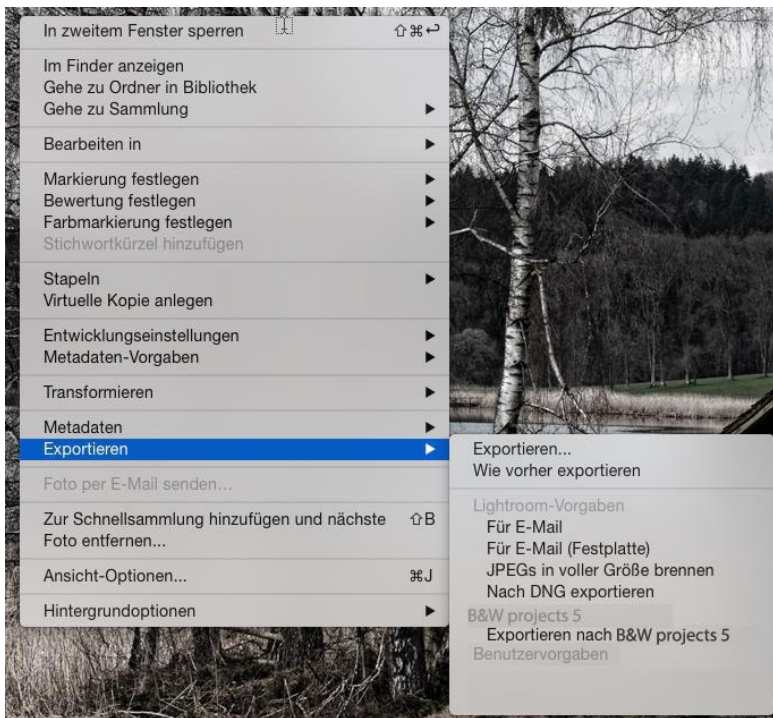 In zweitem Fenster sperren ⇧⌘↩
Im Finder anzeigen
Gehe zu Ordner in Bibliothek
Gehe zu Sammlung
Bearbeiten in
Markierung festlegen
Bewertung festlegen
Farbmarkierung festlegen
Stichwortkürzel hinzufügen
Stapeln
Virtuelle Kopie anlegen
Entwicklungseinstellungen
Metadaten-Vorgaben
Transformieren
Metadaten
Exportieren
Foto per E-Mail senden...
Zur Schnellsammlung hinzufügen und nächste ⇧B
Foto entfernen...
Ansicht-Optionen... ⌘J
Hintergrundoptionen
Exportieren...
Wie vorher exportieren
Lightroom-Vorgaben
Für E-Mail
Für E-Mail (Festplatte)
JPEGs in voller Größe brennen
Nach DNG exportieren
B&W projects 5
Exportieren nach B&W projects 5
Benutzervorgaben